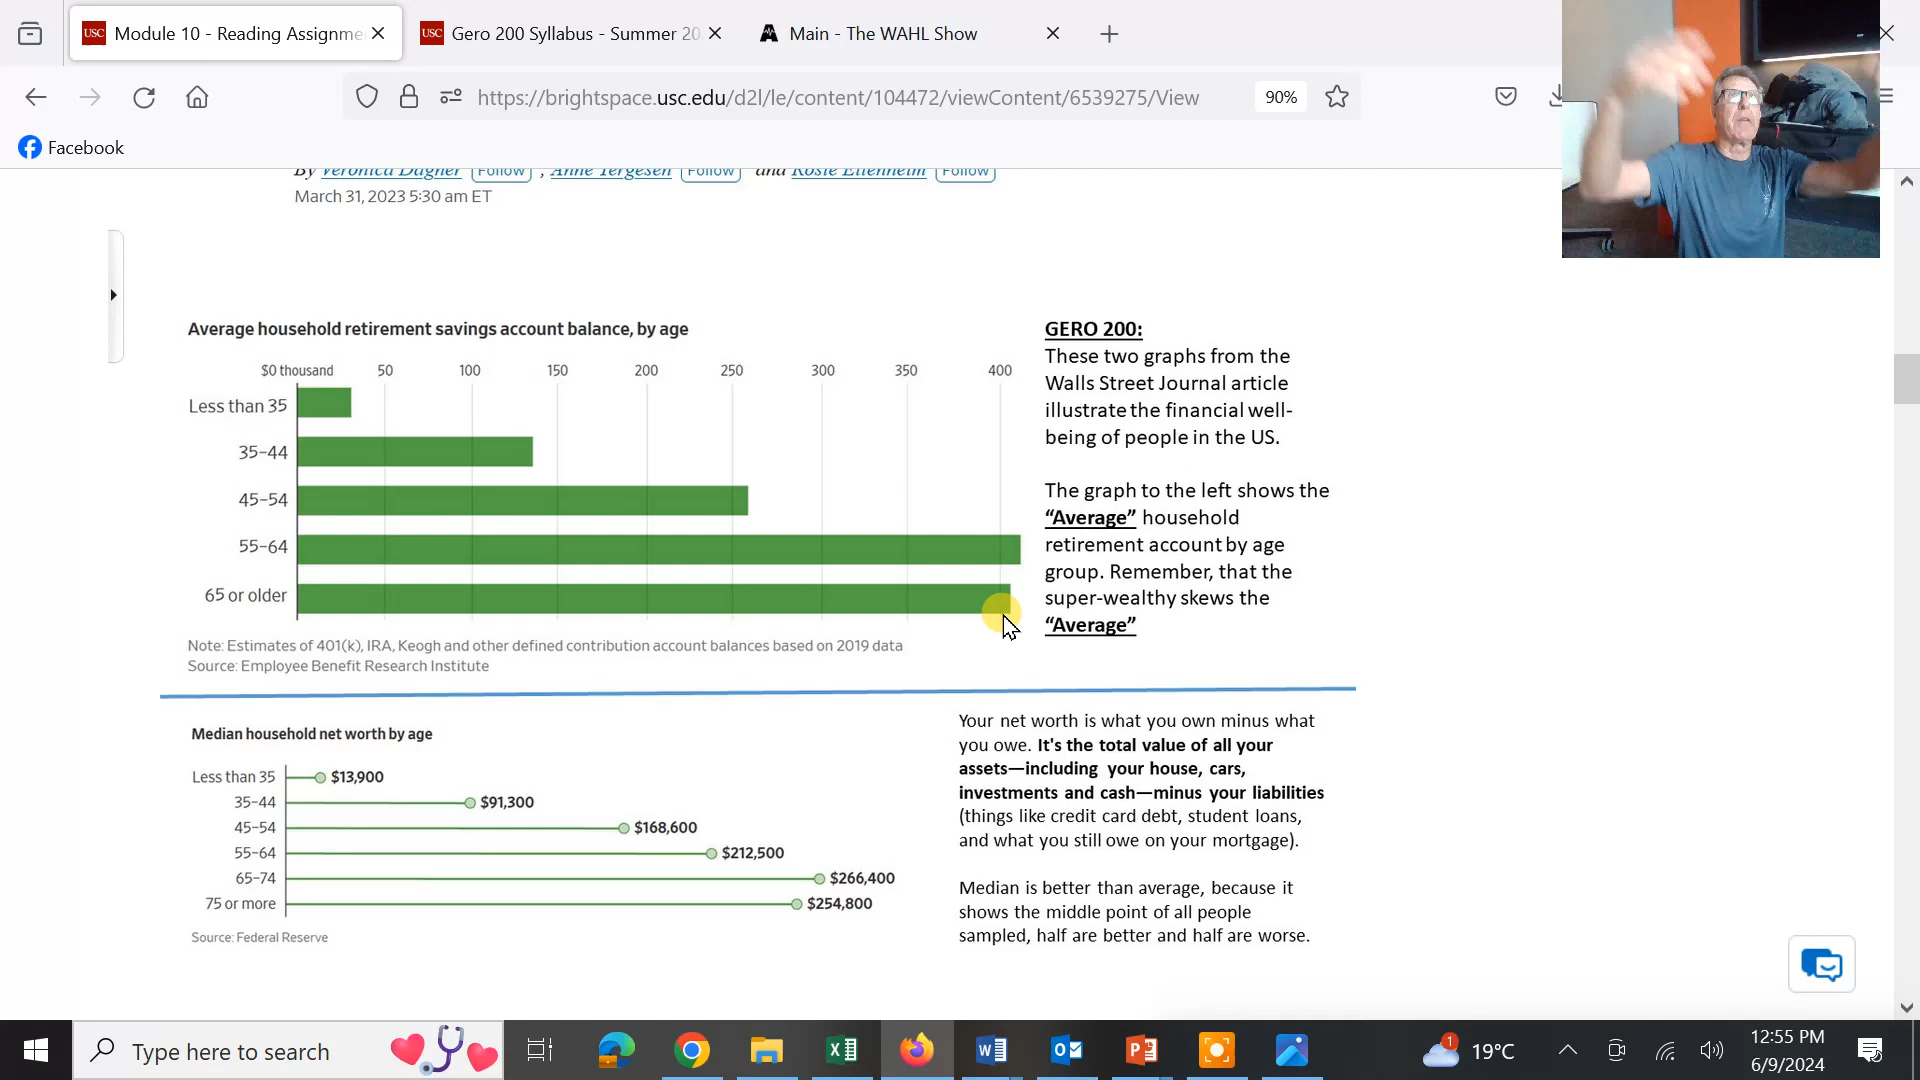 Module 10 - Reading Assignme
Gero 200 Syllabus - Summer 20
Main - The WAHL Show
https://brightspace.usc.edu/d2l/le/content/104472/viewContent/6539275/View
90%
Facebook
By Veronica Dagher Follow , Anne Tergesen Follow and Rosie Ettenheim Follow
March 31, 2023 5:30 am ET
Average household retirement savings account balance, by age
$0 thousand 50 100 150 200 250 300 350 400
Less than 35
35–44
45–54
55–64
65 or older
Note: Estimates of 401(k), IRA, Keogh and other defined contribution account balances based on 2019 data
Source: Employee Benefit Research Institute
GERO 200:
These two graphs from the
Walls Street Journal article
illustrate the financial well-
being of people in the US.
The graph to the left shows the
“Average” household
retirement account by age
group. Remember, that the
super-wealthy skews the
“Average”
Median household net worth by age
Less than 35 $13,900
35–44 $91,300
45–54 $168,600
55–64 $212,500
65–74 $266,400
75 or more $254,800
Source: Federal Reserve
Your net worth is what you own minus what
you owe. It's the total value of all your
assets—including your house, cars,
investments and cash—minus your liabilities
(things like credit card debt, student loans,
and what you still owe on your mortgage).
Median is better than average, because it
shows the middle point of all people
sampled, half are better and half are worse.
Type here to search
1
19°C
12:55 PM
6/9/2024